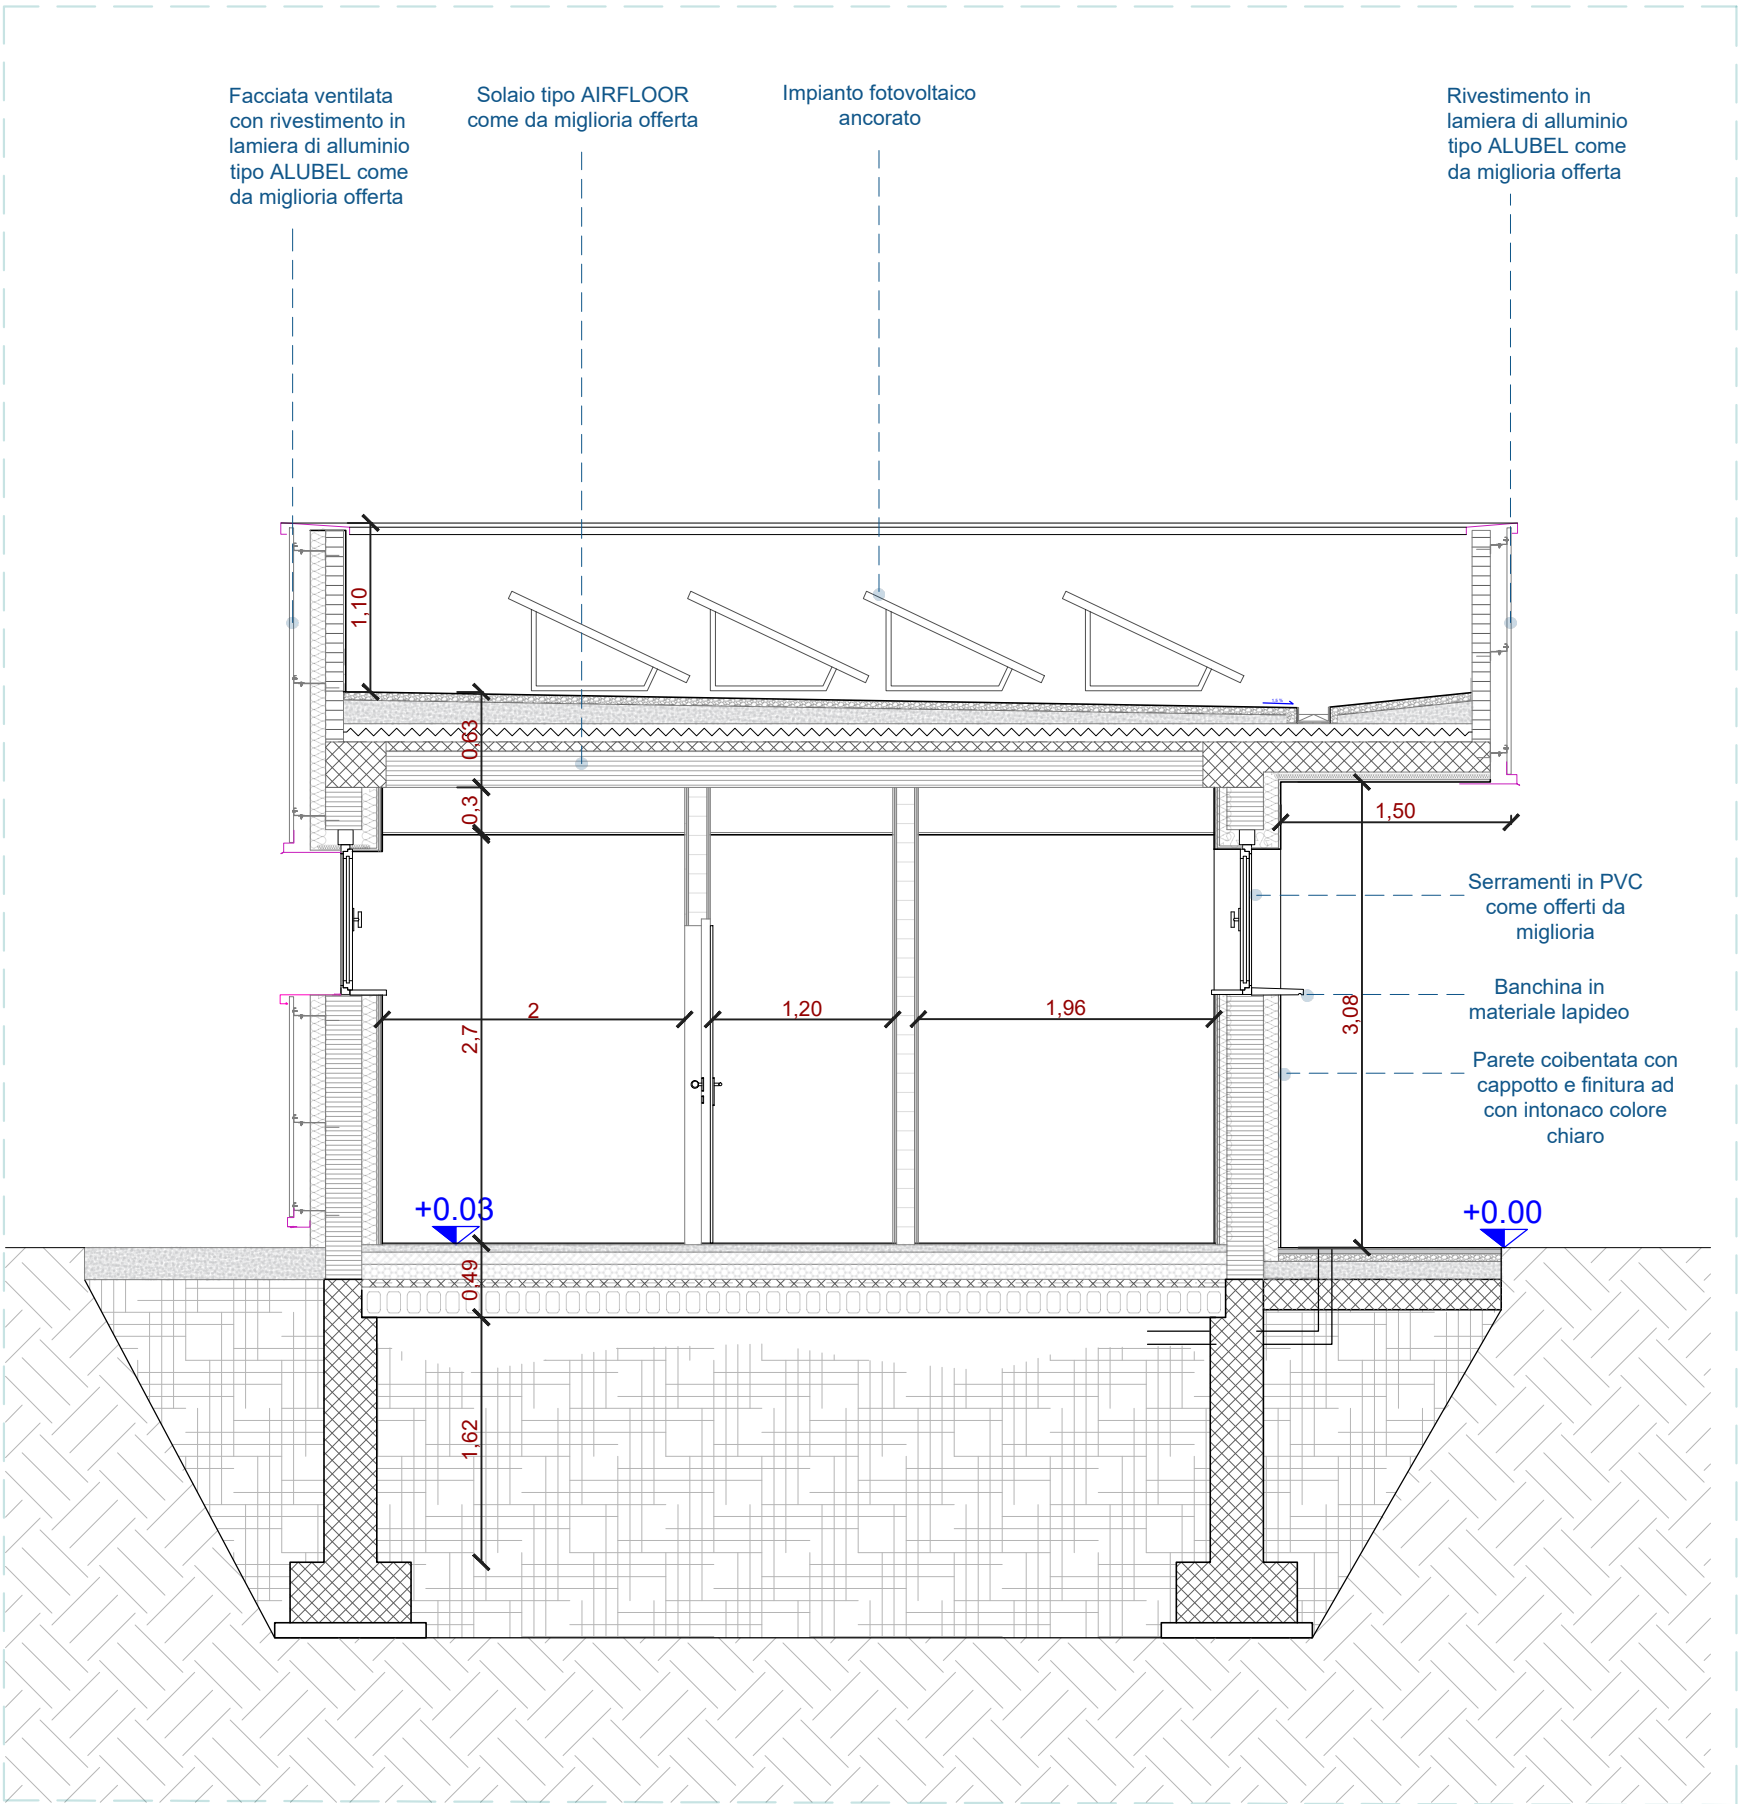 Facciata ventilata
con rivestimento in
lamiera di alluminio
tipo ALUBEL come
da miglioria offerta
Solaio tipo AIRFLOOR
come da miglioria offerta
Impianto fotovoltaico
ancorato
Rivestimento in
lamiera di alluminio
tipo ALUBEL come
da miglioria offerta
1,10
0,63
0,3
1,50
Serramenti in PVC
come offerti da
miglioria
Banchina in
materiale lapideo
Parete coibentata con
cappotto e finitura ad
con intonaco colore
chiaro
2
1,20
1,96
2,7
3,08
+0.03
+0.00
0,49
1,62